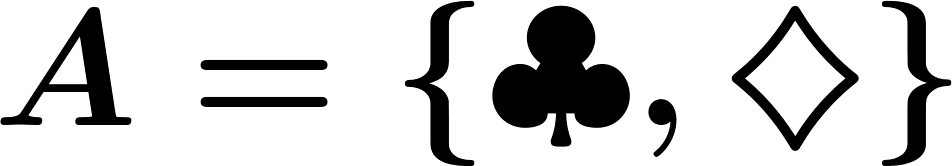 A = {♣, ♢}